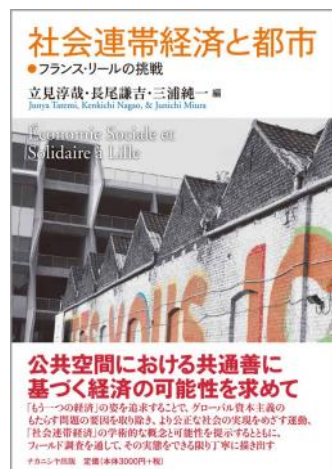 社会連帯経済と都市
●フランス・リールの挑戦
立見淳哉・長尾謙吉・三浦純一 編
Junya Tatemi, Kenkichi Nagao, & Junichi Miura
Économie Sociale et
Solidaire à Lille
公共空間における共通善に
基づく経済の可能性を求めて
「もう一つの経済」の姿を追求することで、グローバル資本主義の
もたらす問題の要因を取り除き、より公正な社会の実現をめざす運動、
「社会連帯経済」の学術的な概念と可能性を提示するとともに、
フィールド調査を通して、その実態をできる限り丁寧に描き出す
ナカニシヤ出版 定価(本体3000円+税)